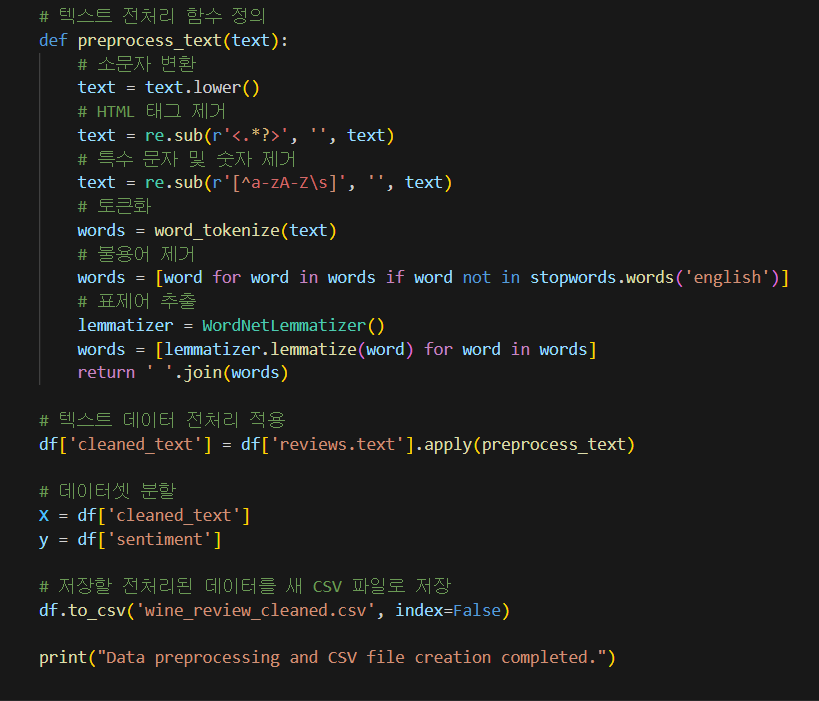 # 텍스트 전처리 함수 정의
def preprocess_text(text):
    # 소문자 변환
    text = text.lower()
    # HTML 태그 제거
    text = re.sub(r'<.*?>', '', text)
    # 특수 문자 및 숫자 제거
    text = re.sub(r'[^a-zA-Z\s]', '', text)
    # 토큰화
    words = word_tokenize(text)
    # 불용어 제거
    words = [word for word in words if word not in stopwords.words('english')]
    # 표제어 추출
    lemmatizer = WordNetLemmatizer()
    words = [lemmatizer.lemmatize(word) for word in words]
    return ' '.join(words)

# 텍스트 데이터 전처리 적용
df['cleaned_text'] = df['reviews.text'].apply(preprocess_text)

# 데이터셋 분할
X = df['cleaned_text']
y = df['sentiment']

# 저장할 전처리된 데이터를 새 CSV 파일로 저장
df.to_csv('wine_review_cleaned.csv', index=False)

print("Data preprocessing and CSV file creation completed.")